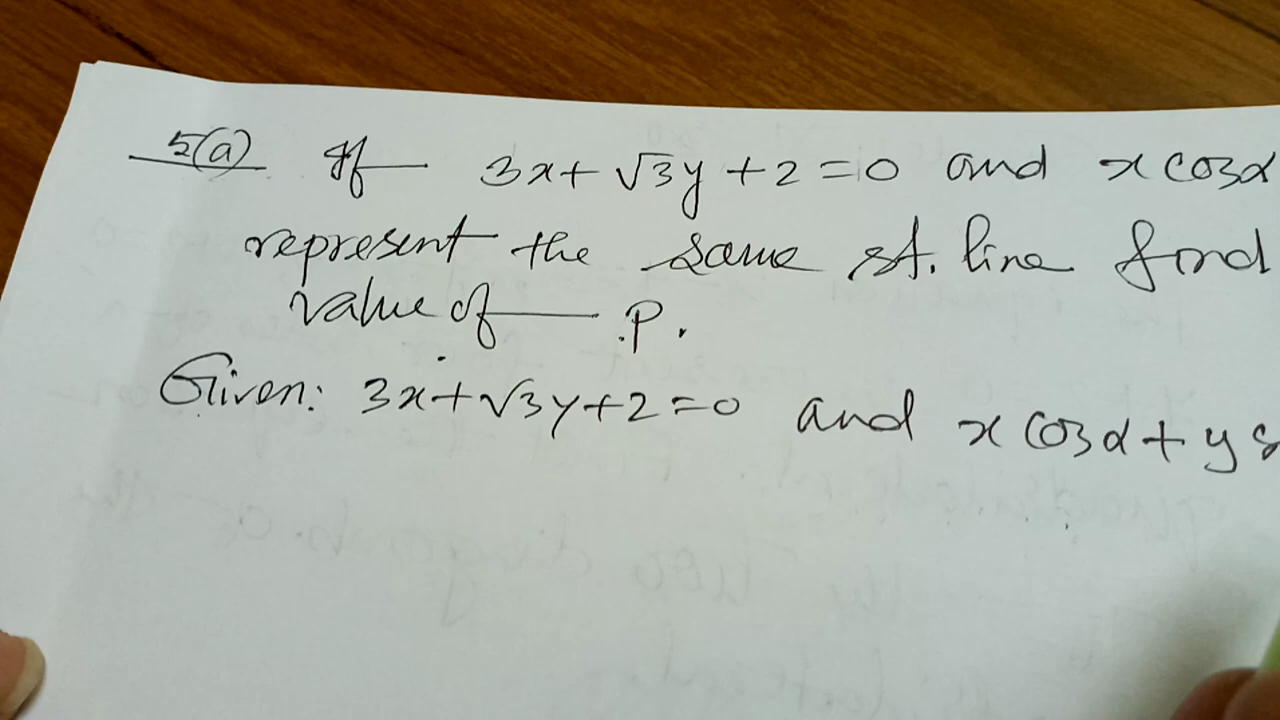 5(a) If 3x + √3y + 2 = 0 and x cosα
represent the same st. line find
value of P.
Given: 3x + √3y + 2 = 0 and x cosα + y s